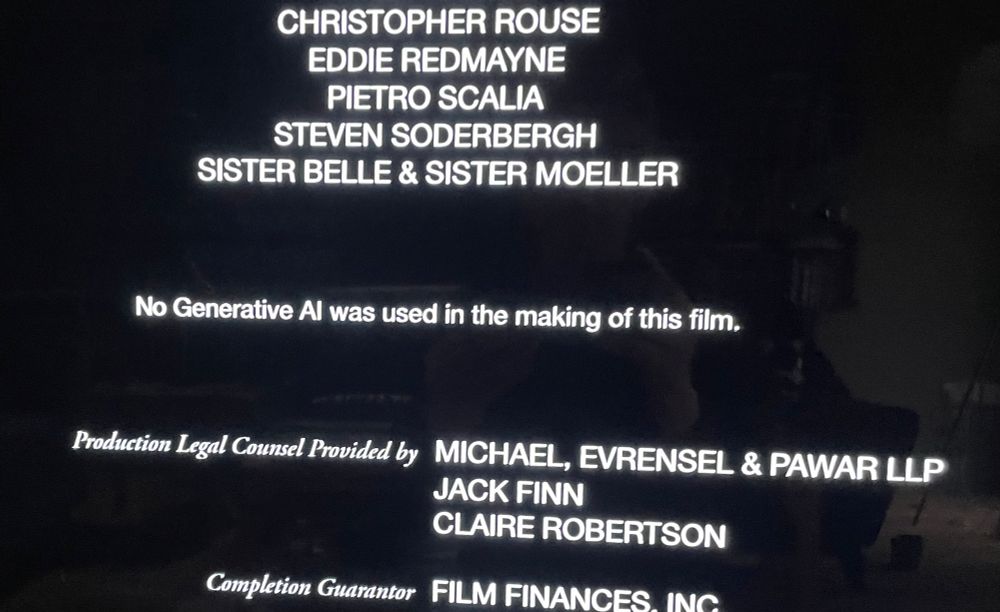 CHRISTOPHER ROUSE
EDDIE REDMAYNE
PIETRO SCALIA
STEVEN SODERBERGH
SISTER BELLE & SISTER MOELLER
No Generative AI was used in the making of this film.
Production Legal Counsel Provided by MICHAEL, EVRENSEL & PAWAR LLP
JACK FINN
CLAIRE ROBERTSON
Completion Guarantor FILM FINANCES, INC